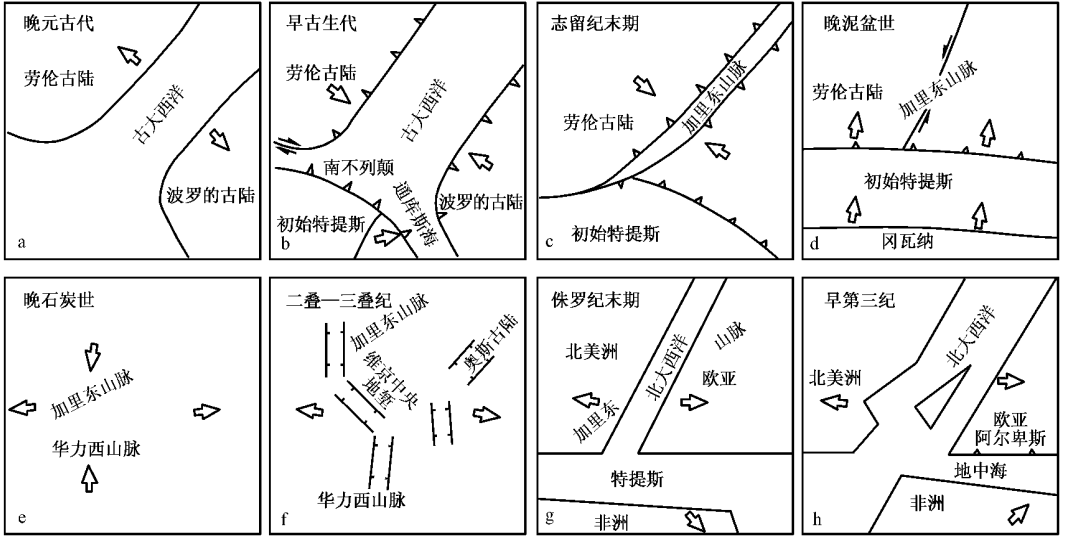 晚元古代
劳伦古陆
古大西洋
波罗的古陆
a
早古生代
劳伦古陆
古大西洋
南不列颠
通库斯海
波罗的古陆
初始特提斯
b
志留纪末期
加里东山脉
劳伦古陆
初始特提斯
c
晚泥盆世
劳伦古陆
加里东山脉
初始特提斯
冈瓦纳
d
晚石炭世
加里东山脉
华力西山脉
e
二叠—三叠纪
加里东山脉
奥斯古陆
维京中央
地堑
华力西山脉
f
侏罗纪末期
北美洲
北大西洋
山脉
欧亚
加里东
特提斯
非洲
g
早第三纪
北大西洋
北美洲
欧亚
阿尔卑斯
地中海
非洲
h